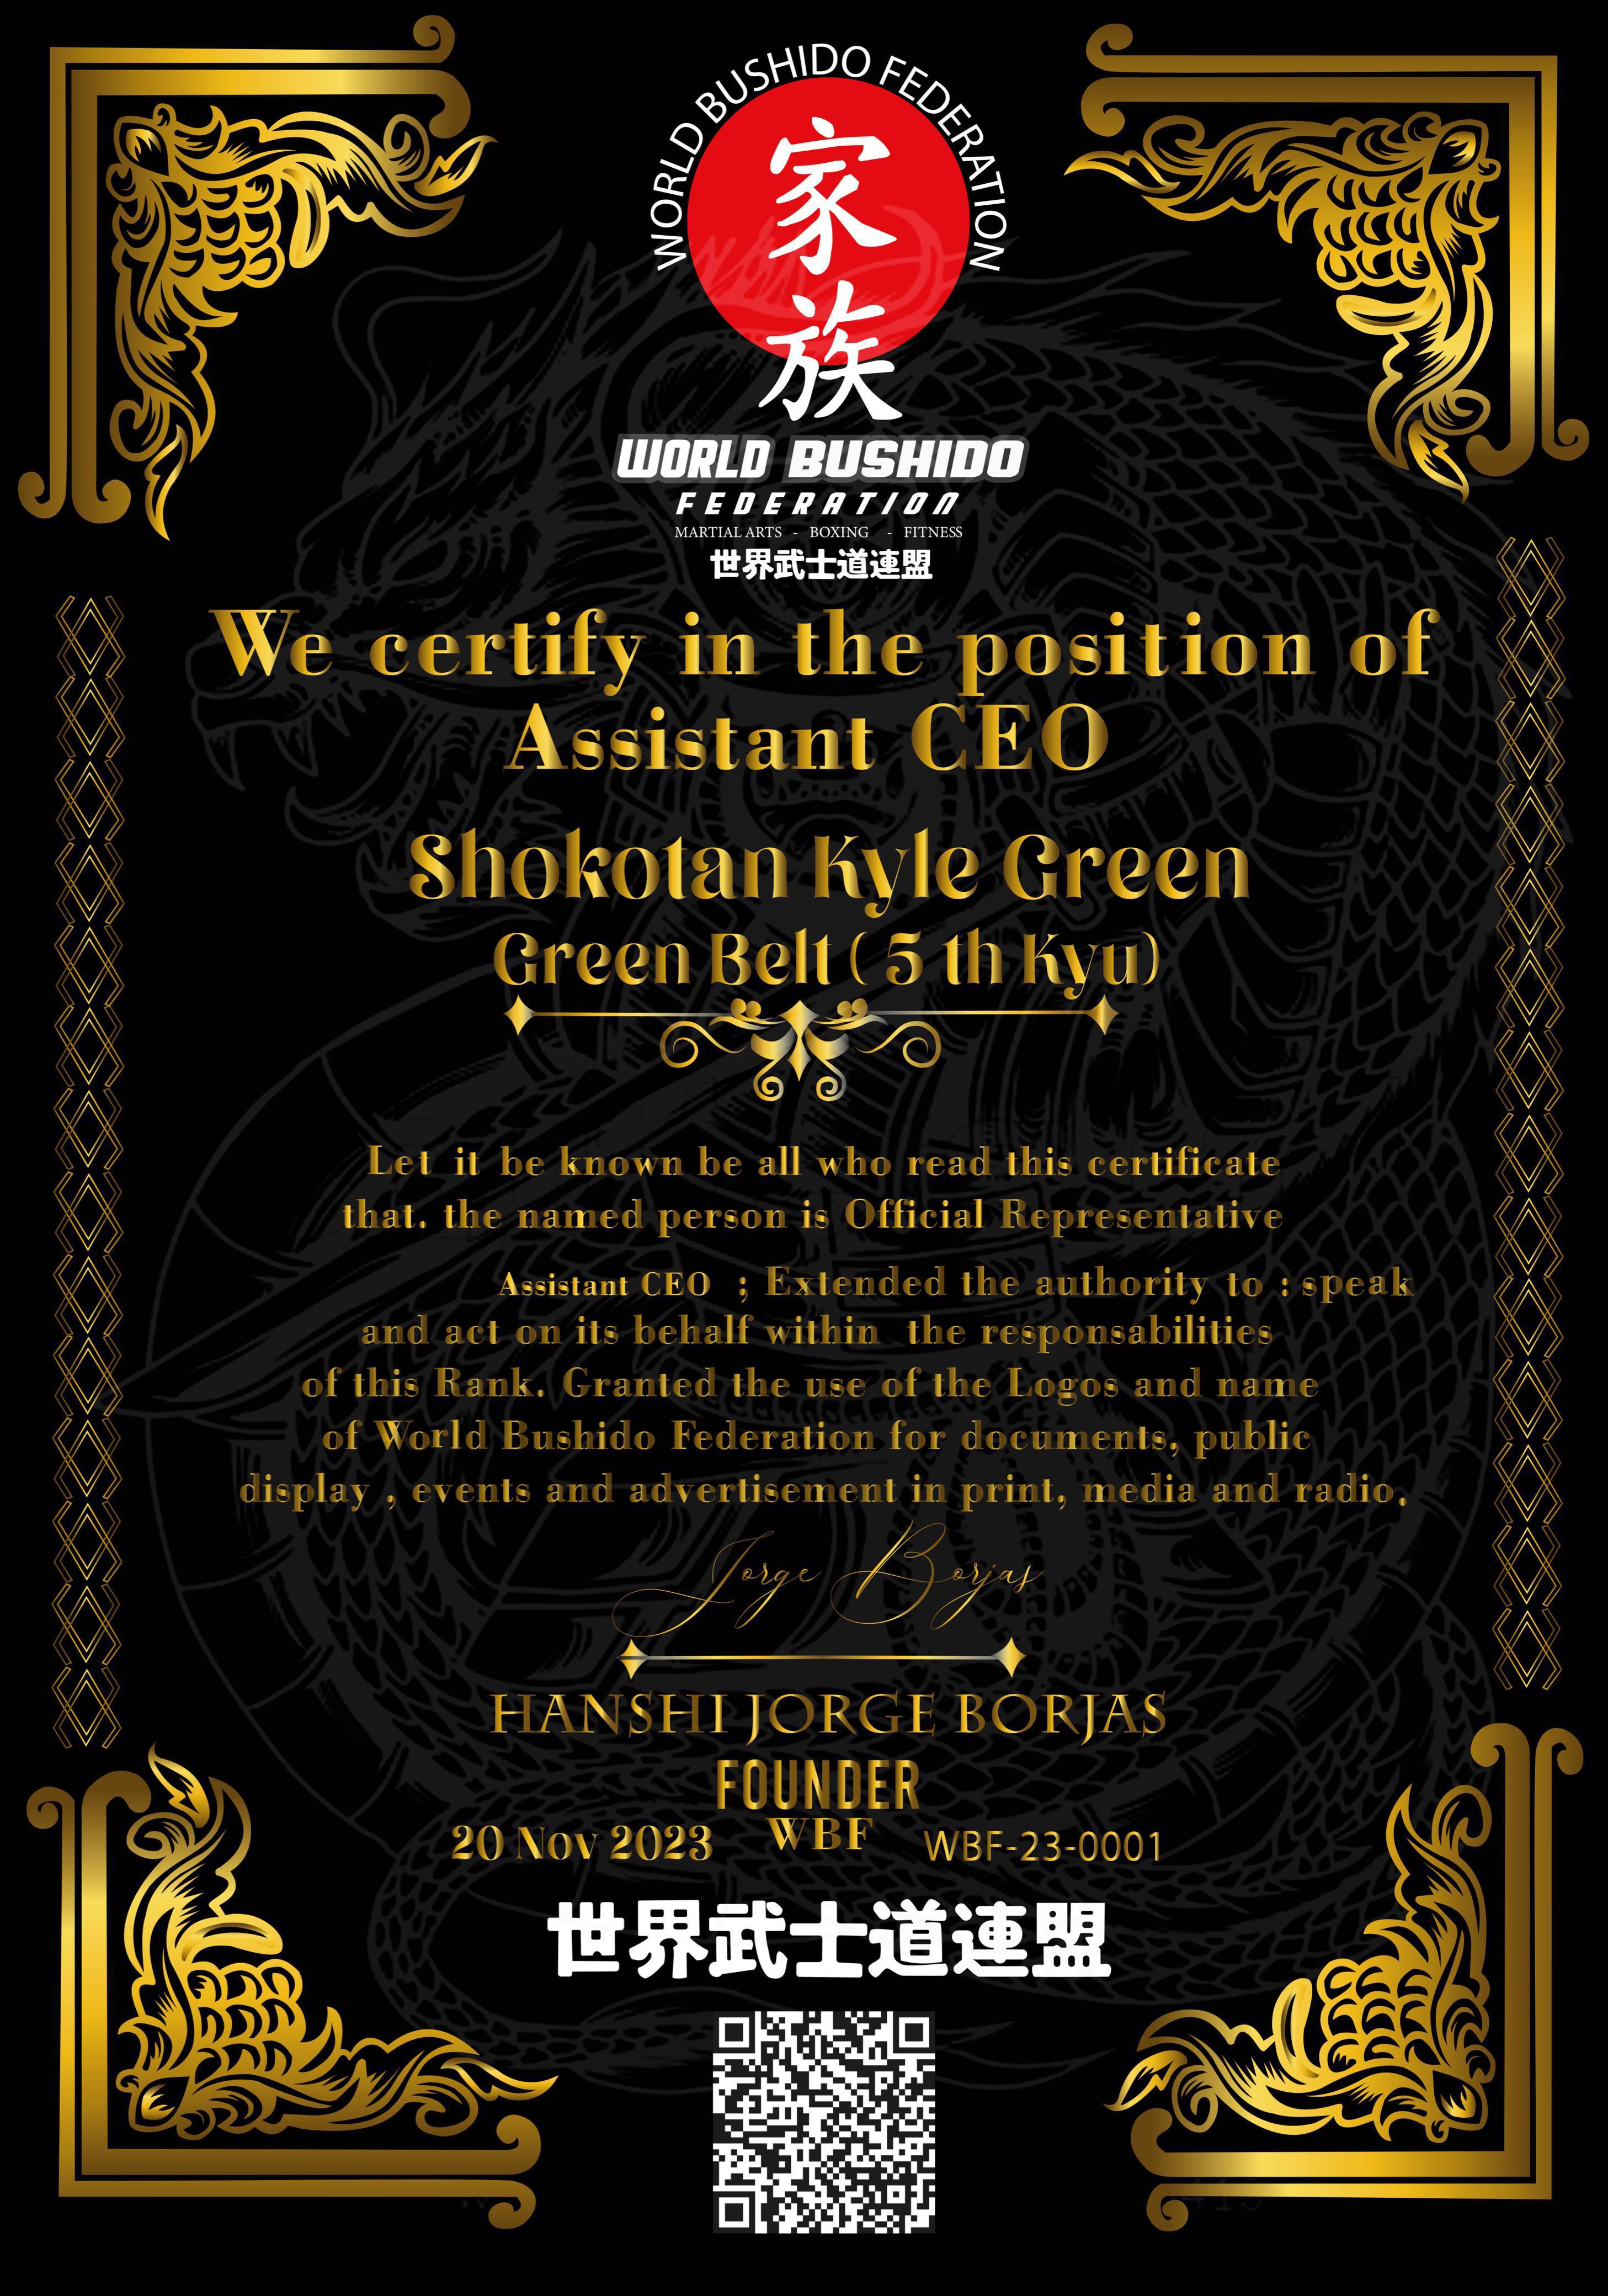 WORLD BUSHIDO FEDERATION
家
族
WORLD BUSHIDO
FEDERATION
MARTIAL ARTS - BOXING - FITNESS
世界武士道連盟
We certify in the position of
Assistant CEO
Shokotan Kyle Green
Green Belt ( 5 th Kyu)
Let it be known be all who read this certificate
that. the named person is Official Representative
Assistant CEO ; Extended the authority to : speak
and act on its behalf within the responsabilities
of this Rank. Granted the use of the Logos and name
of World Bushido Federation for documents, public
display , events and advertisement in print, media and radio.
Jorge Borjas
HANSHI JORGE BORJAS
FOUNDER
20 Nov 2023 WBF WBF-23-0001
世界武士道連盟